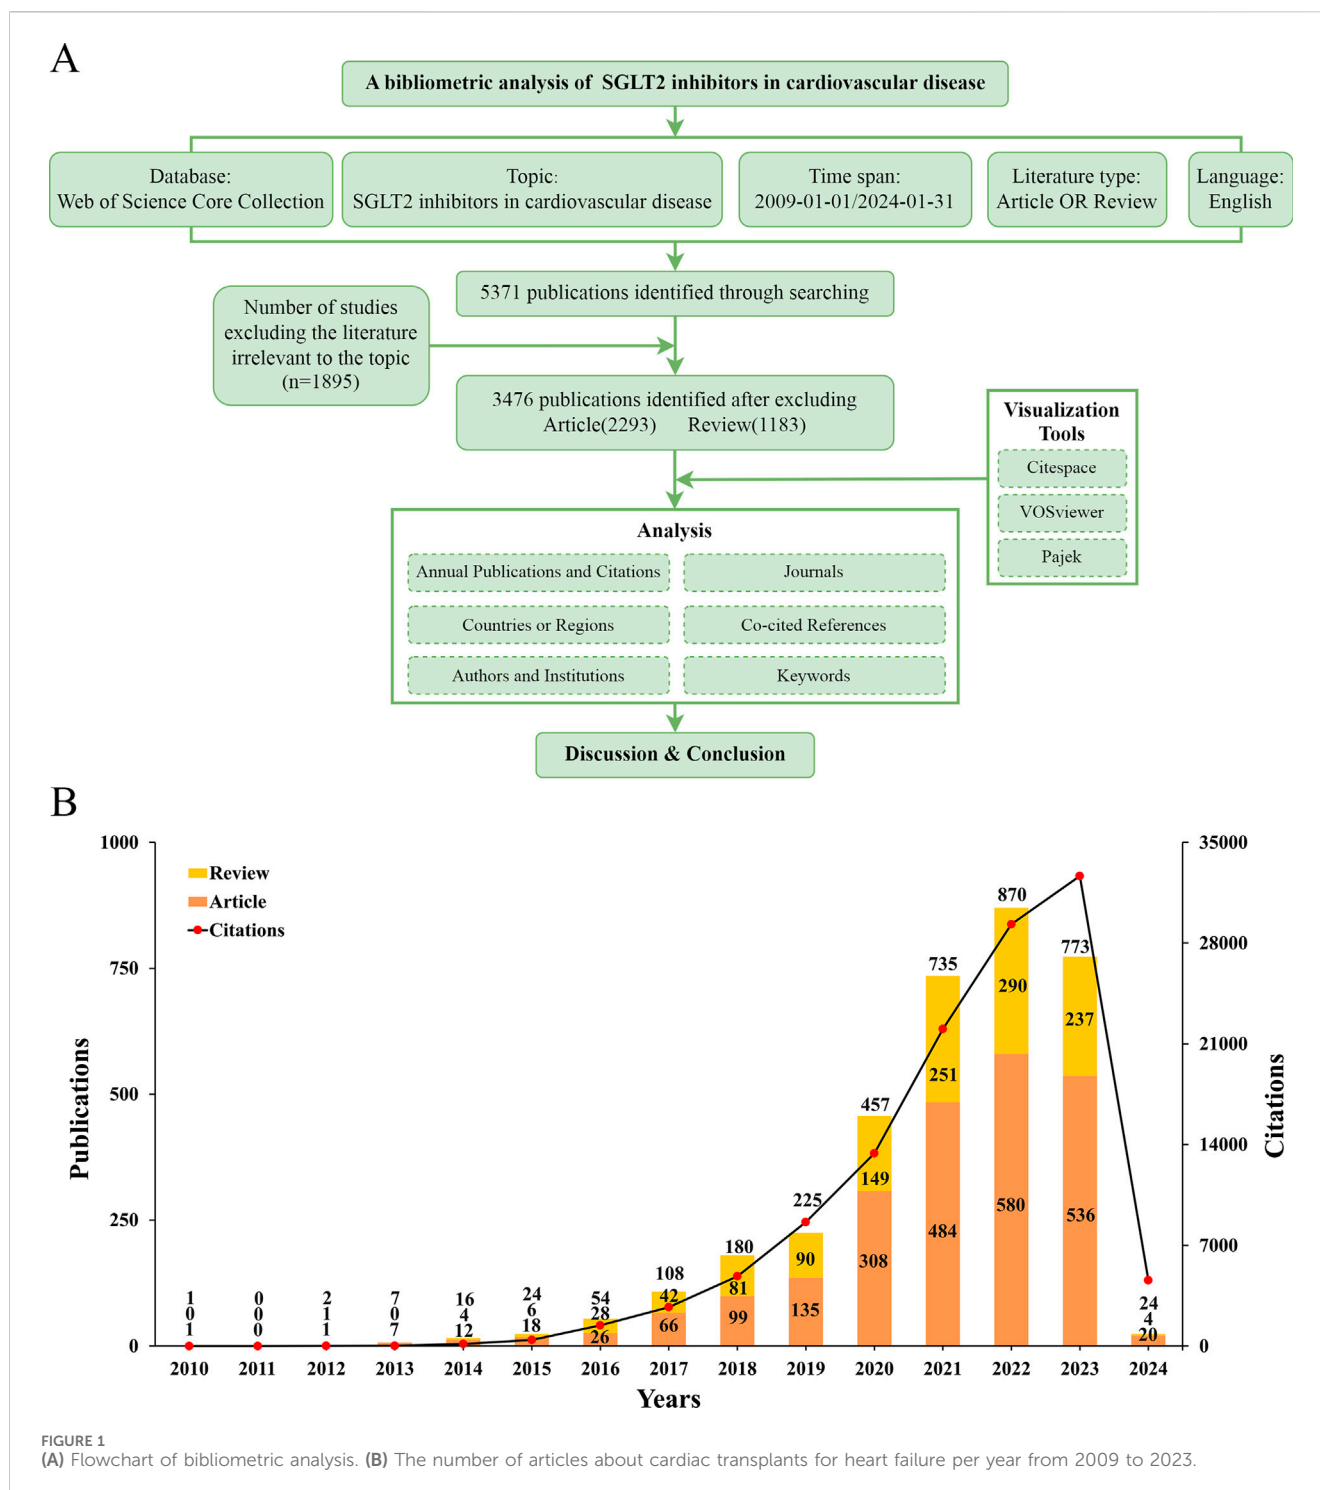 A
A bibliometric analysis of SGLT2 inhibitors in cardiovascular disease
Database:
Web of Science Core Collection
Topic:
SGLT2 inhibitors in cardiovascular disease
Time span:
2009-01-01/2024-01-31
Literature type:
Article OR Review
Language:
English
5371 publications identified through searching
Number of studies
excluding the literature
irrelevant to the topic
(n=1895)
3476 publications identified after excluding
Article(2293) Review(1183)
Visualization
Tools
Citespace
VOSviewer
Pajek
Analysis
Annual Publications and Citations
Journals
Countries or Regions
Co-cited References
Authors and Institutions
Keywords
Discussion & Conclusion
B
Publications
1000
750
500
250
0
Review
Article
Citations
1
0
1
0
0
0
2
1
1
7
0
7
16
4
12
24
6
18
54
28
26
108
42
66
180
81
99
225
90
135
457
149
308
735
251
484
870
290
580
773
237
536
24
4
20
35000
28000
21000
14000
7000
0
Citations
2010 2011 2012 2013 2014 2015 2016 2017 2018 2019 2020 2021 2022 2023 2024
Years
FIGURE 1
(A) Flowchart of bibliometric analysis. (B) The number of articles about cardiac transplants for heart failure per year from 2009 to 2023.